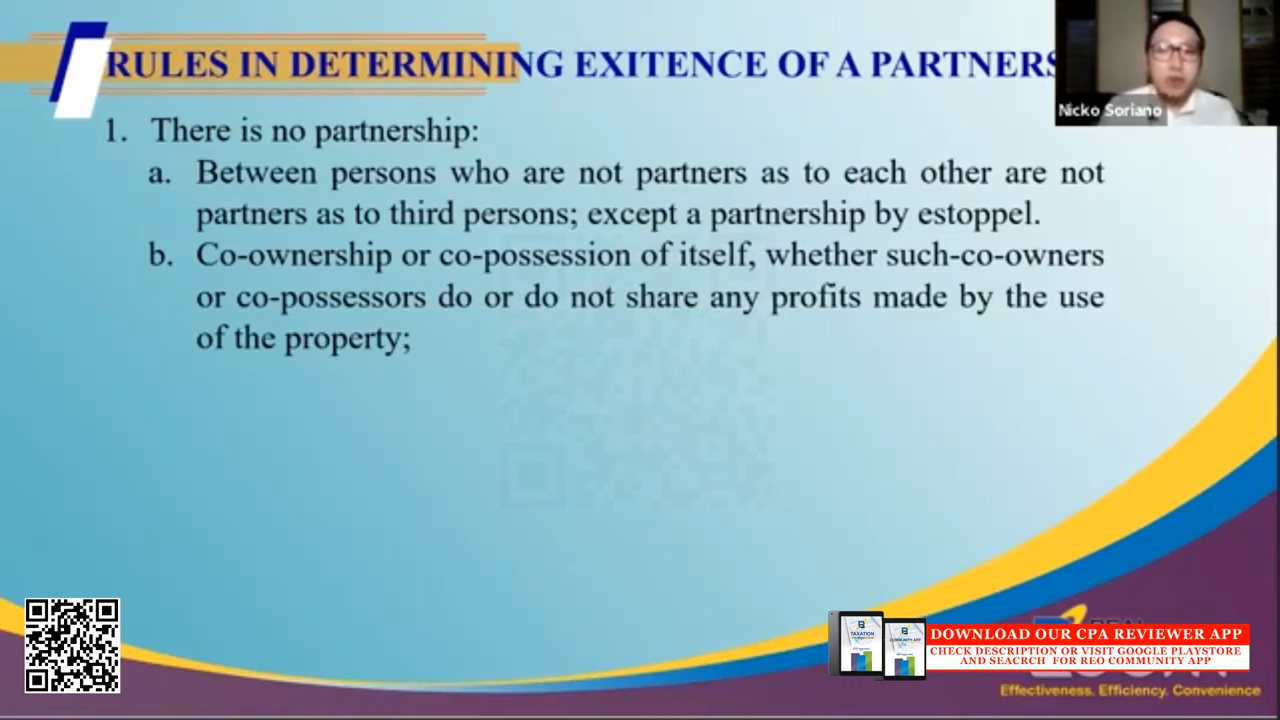 RULES IN DETERMINING EXITENCE OF A PARTNERS
Nicko Soriano
1. There is no partnership:
a. Between persons who are not partners as to each other are not
partners as to third persons; except a partnership by estoppel.
b. Co-ownership or co-possession of itself, whether such-co-owners
or co-possessors do or do not share any profits made by the use
of the property;
TAXATION
COMMUNITY APP
DOWNLOAD OUR CPA REVIEWER APP
CHECK DESCRIPTION OR VISIT GOOGLE PLAYSTORE
AND SEACRCH FOR REO COMMUNITY APP
Effectiveness. Efficiency. Convenience